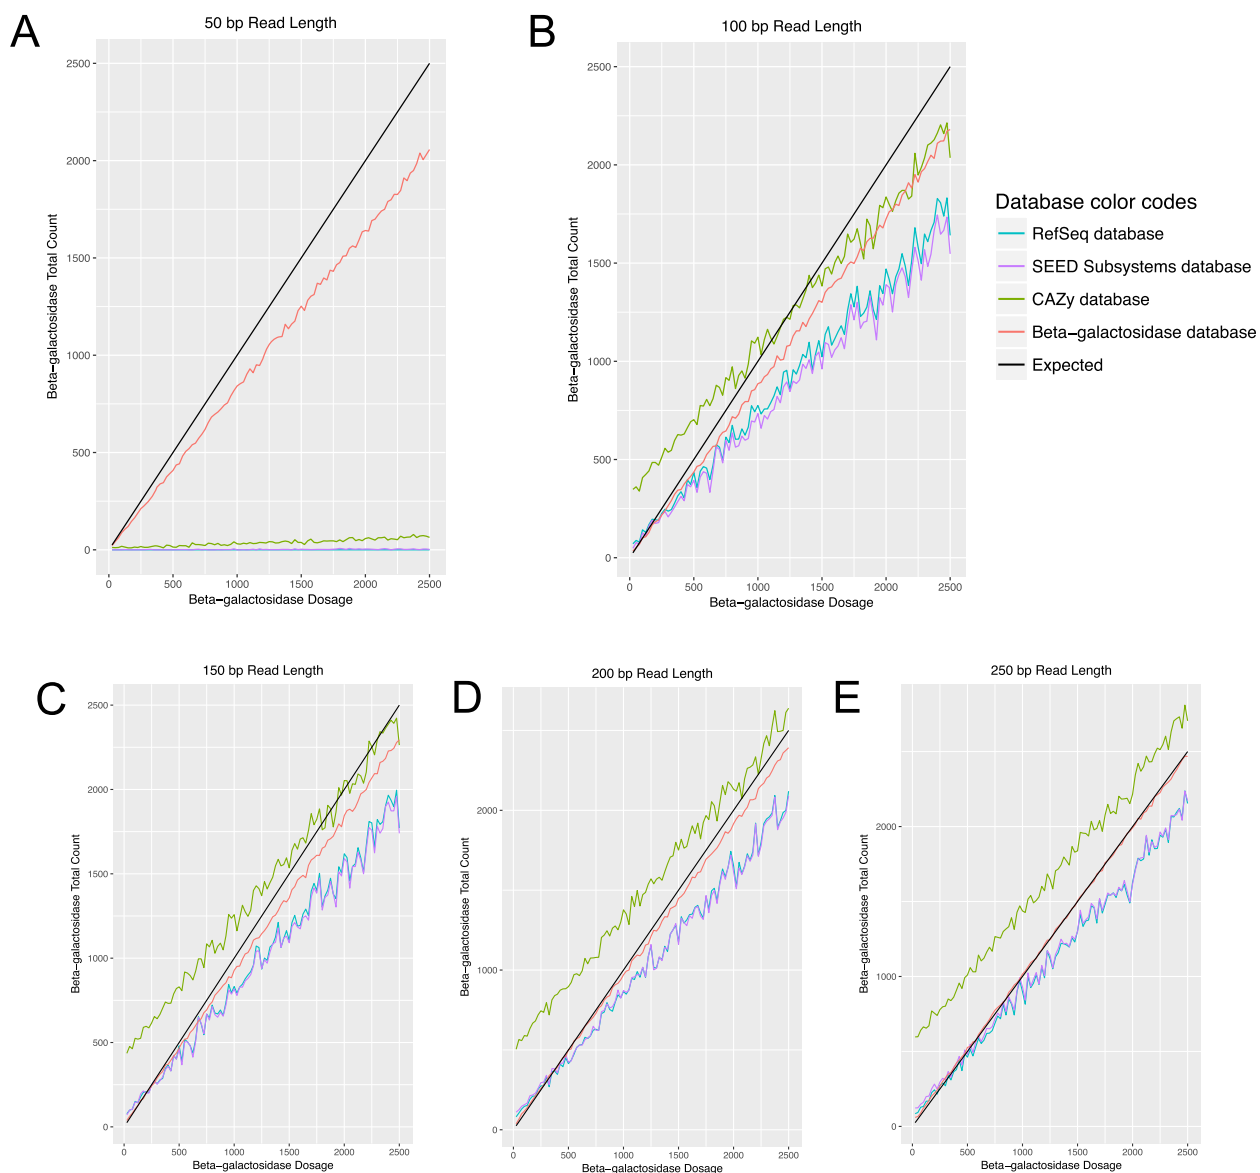 A
50 bp Read Length
2500
2000
1500
1000
500
0
Beta−galactosidase Total Count
0 500 1000 1500 2000 2500
Beta−galactosidase Dosage
B
100 bp Read Length
2500
2000
1500
1000
500
0
Beta−galactosidase Total Count
0 500 1000 1500 2000 2500
Beta−galactosidase Dosage
Database color codes
RefSeq database
SEED Subsystems database
CAZy database
Beta−galactosidase database
Expected
C
150 bp Read Length
2500
2000
1500
1000
500
0
Beta−galactosidase Total Count
0 500 1000 1500 2000 2500
Beta−galactosidase Dosage
D
200 bp Read Length
2000
1000
0
Beta−galactosidase Total Count
0 500 1000 1500 2000 2500
Beta−galactosidase Dosage
E
250 bp Read Length
2000
1000
0
Beta−galactosidase Total Count
0 500 1000 1500 2000 2500
Beta−galactosidase Dosage